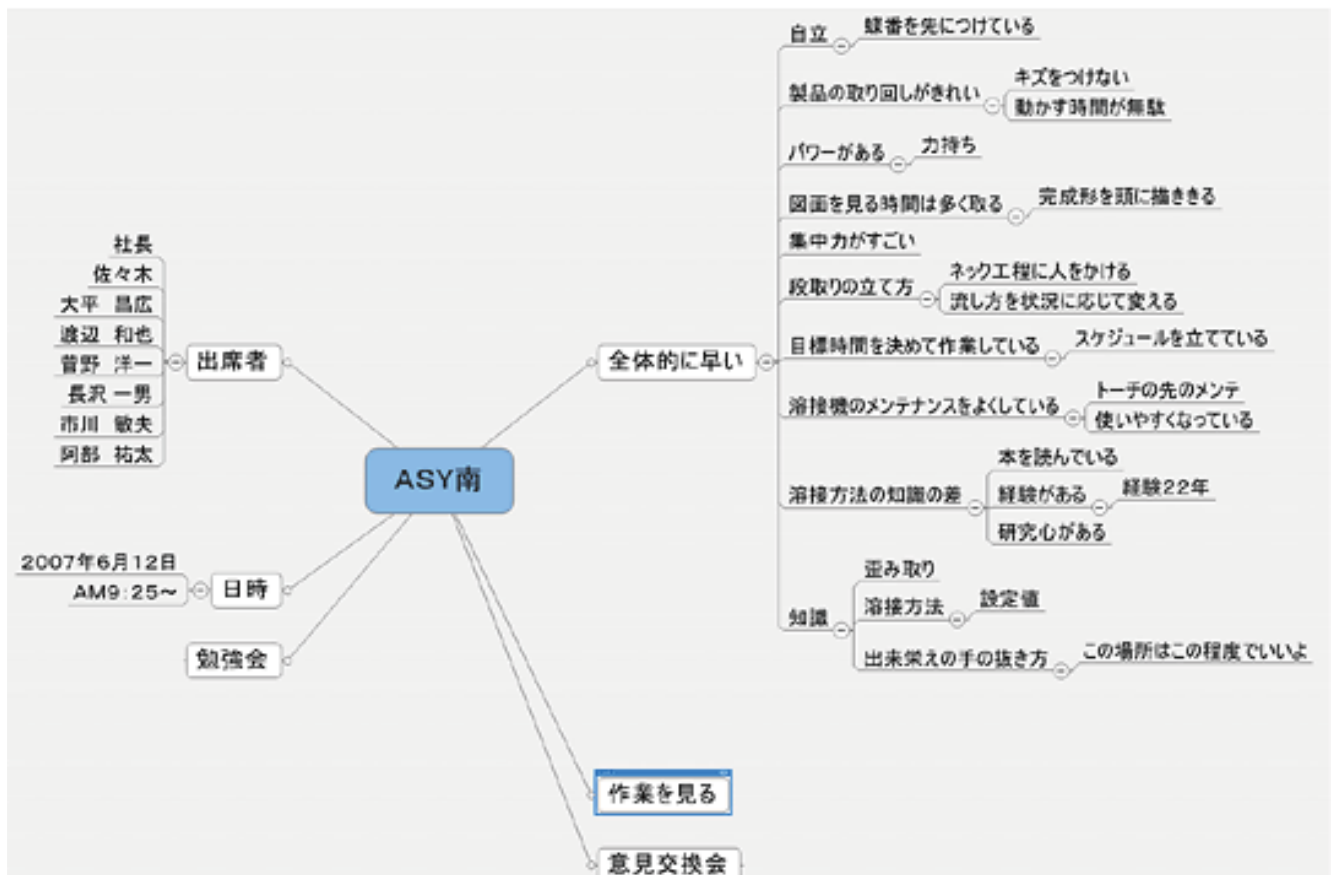 ASY南
出席者
社長
佐々木
大平　昌広
渡辺　和也
菅野　洋一
長沢 一男
市川　敏夫
阿部　祐太
日時
2007年6月12日
AM9:25～
勉強会
全体的に早い
自立
蝶番を先につけている
製品の取り回しがきれい
キズをつけない
動かす時間が無駄
パワーがある
力持ち
図面を見る時間は多く取る
完成形を頭に描ききる
集中力がすごい
段取りの立て方
ネック工程に人をかける
流し方を状況に応じて変える
目標時間を決めて作業している
スケジュールを立てている
溶接機のメンテナンスをよくしている
トーチの先のメンテ
使いやすくなっている
溶接方法の知識の差
本を読んでいる
経験がある
経験22年
研究心がある
知識
歪み取り
溶接方法
設定値
出来栄えの手の抜き方
この場所はこの程度でいいよ
作業を見る
意見交換会